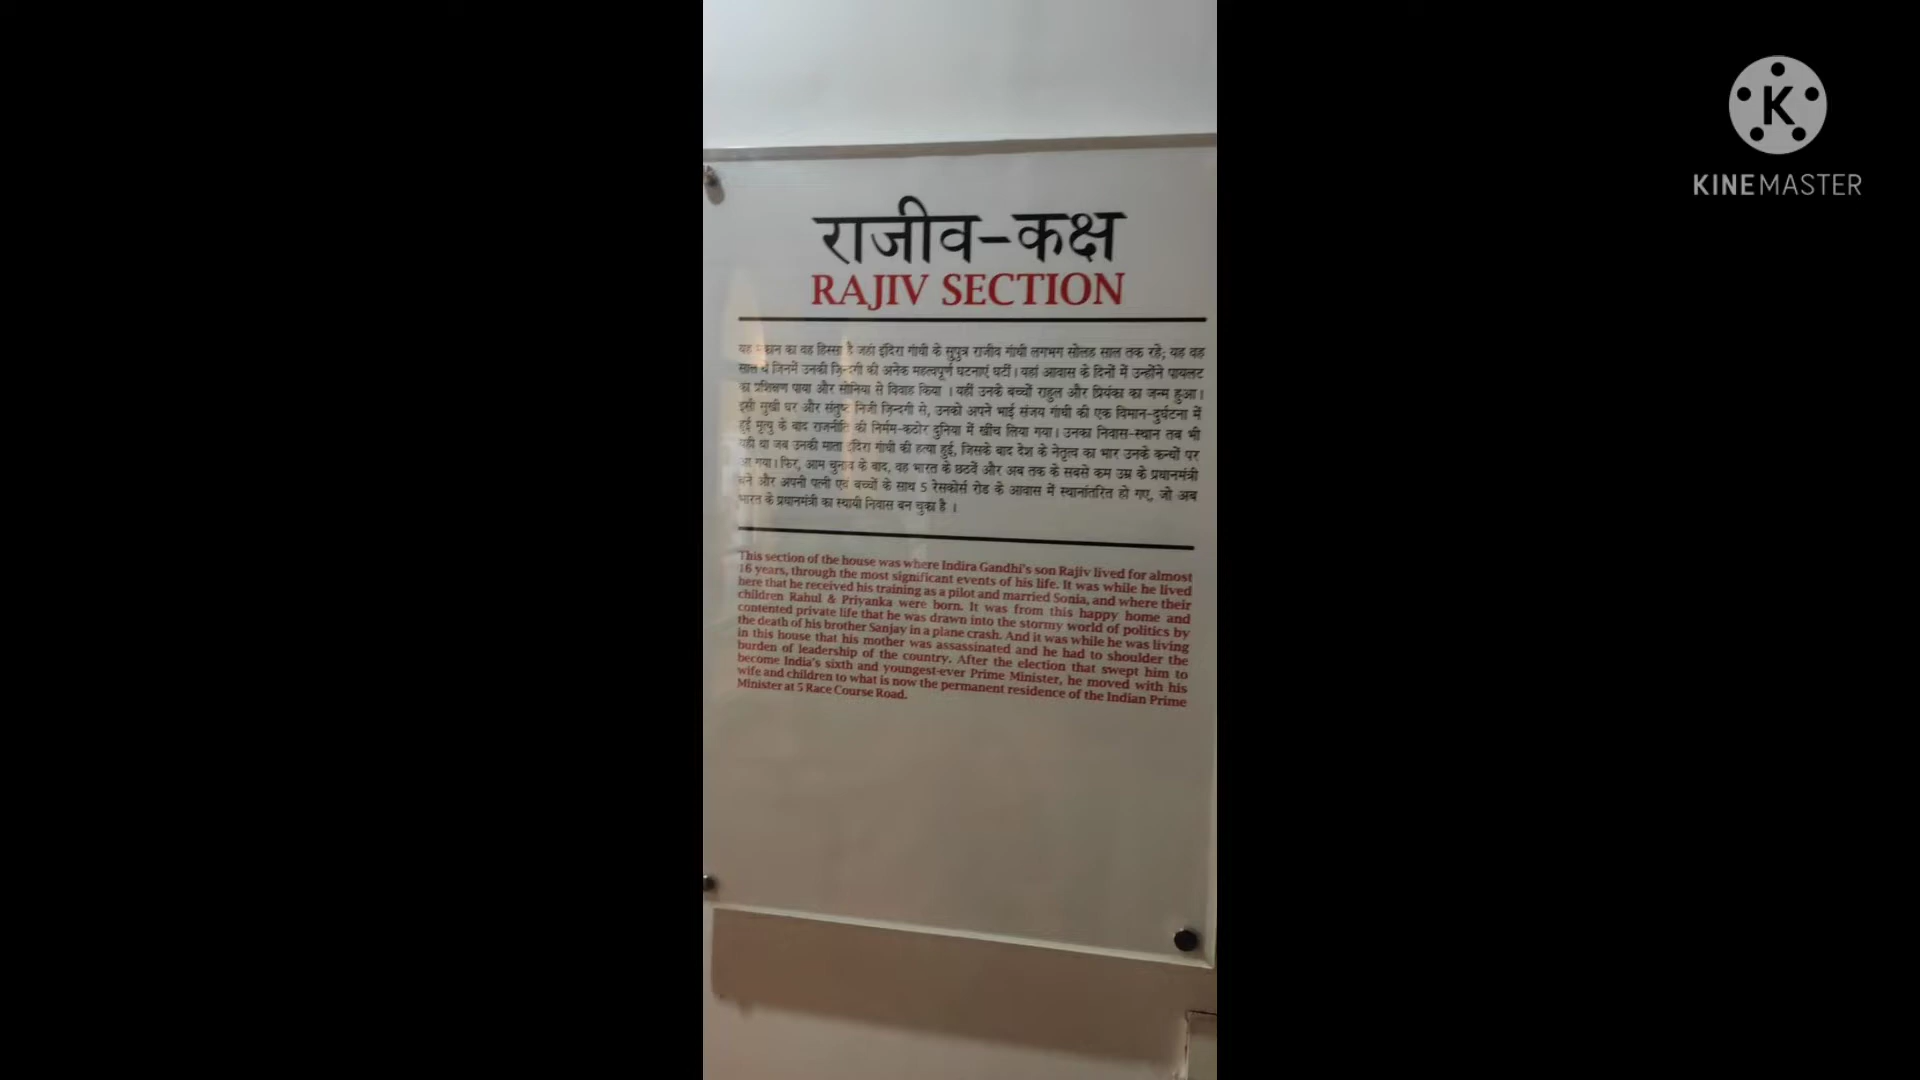 राजीव-कक्ष
RAJIV SECTION
यह मकान का वह हिस्सा है जहां इंदिरा गांधी के सुपुत्र राजीव गांधी लगभग सोलह साल तक रहे; यह वह
साल थे जिनमें उनकी ज़िन्दगी की अनेक महत्वपूर्ण घटनाएं घटीं। यहां आवास के दिनों में उन्होंने पायलट
का प्रशिक्षण पाया और सोनिया से विवाह किया । यहीं उनके बच्चों राहुल और प्रियंका का जन्म हुआ।
इसी सुखी घर और संतुष्ट निजी ज़िन्दगी से, उनको अपने भाई संजय गांधी की एक विमान-दुर्घटना में
हुई मृत्यु के बाद राजनीति की निर्मम-कठोर दुनिया में खींच लिया गया। उनका निवास-स्थान तब भी
यही था जब उनकी माता इंदिरा गांधी की हत्या हुई, जिसके बाद देश के नेतृत्व का भार उनके कन्धों पर
आ गया। फिर, आम चुनाव के बाद, वह भारत के छठवें और अब तक के सबसे कम उम्र के प्रधानमंत्री
बने और अपनी पत्नी एवं बच्चों के साथ 5 रेसकोर्स रोड के आवास में स्थानांतरित हो गए, जो अब
भारत के प्रधानमंत्री का स्थायी निवास बन चुका है ।
This section of the house was where Indira Gandhi's son Rajiv lived for almost
16 years, through the most significant events of his life. It was while he lived
here that he received his training as a pilot and married Sonia, and where their
children Rahul & Priyanka were born. It was from this happy home and
contented private life that he was drawn into the stormy world of politics by
the death of his brother Sanjay in a plane crash. And it was while he was living
in this house that his mother was assassinated and he had to shoulder the
burden of leadership of the country. After the election that swept him to
become India's sixth and youngest-ever Prime Minister, he moved with his
wife and children to what is now the permanent residence of the Indian Prime
Minister at 5 Race Course Road.
K
KINEMASTER